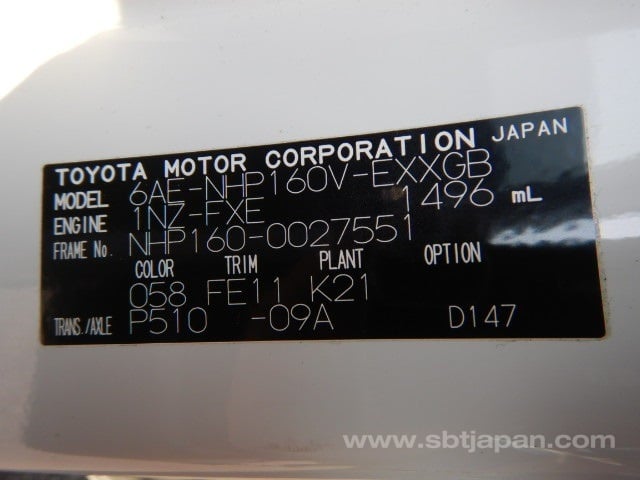 TOYOTA MOTOR CORPORATION JAPAN
MODEL 6AE-NHP160V-EXXGB
ENGINE 1NZ-FXE 1496 mL
FRAME No. NHP160-0027551
COLOR TRIM PLANT OPTION
058 FE11 K21
TRANS./AXLE P510 -09A D147
www.sbtjapan.com